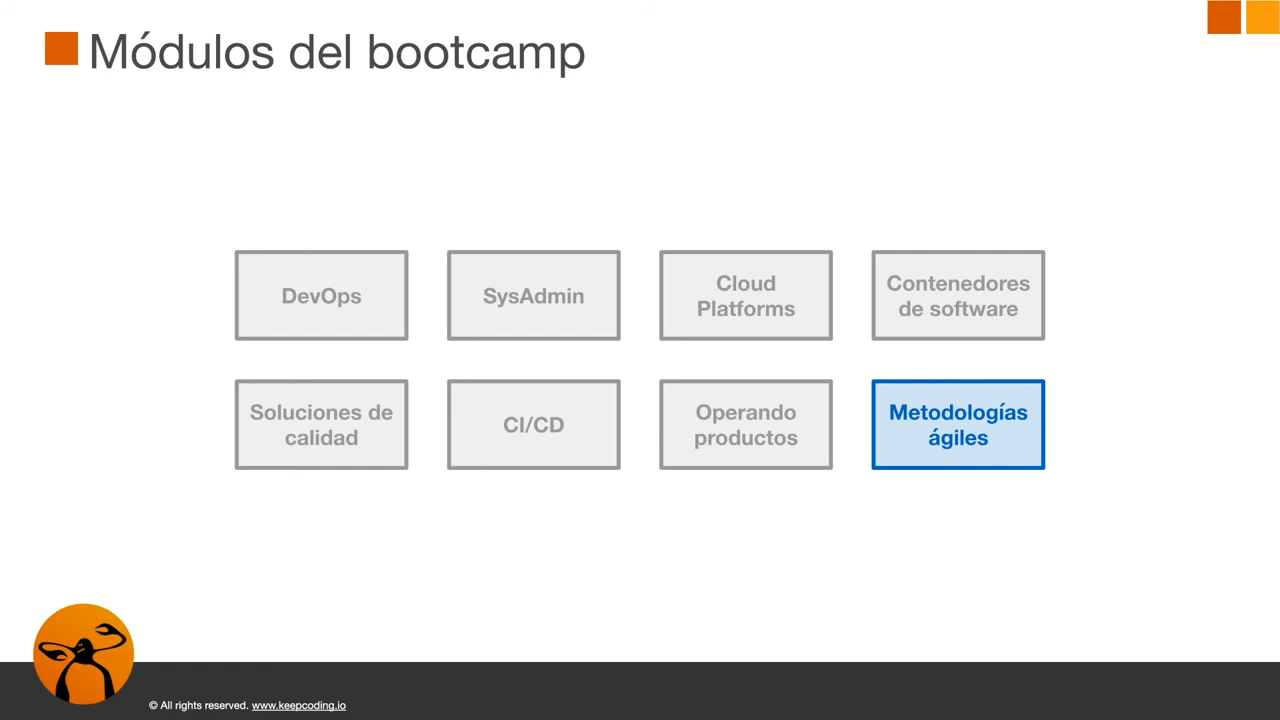 Módulos del bootcamp
DevOps
SysAdmin
Cloud
Platforms
Contenedores
de software
Soluciones de
calidad
CI/CD
Operando
productos
Metodologías
ágiles
© All rights reserved. www.keepcoding.io